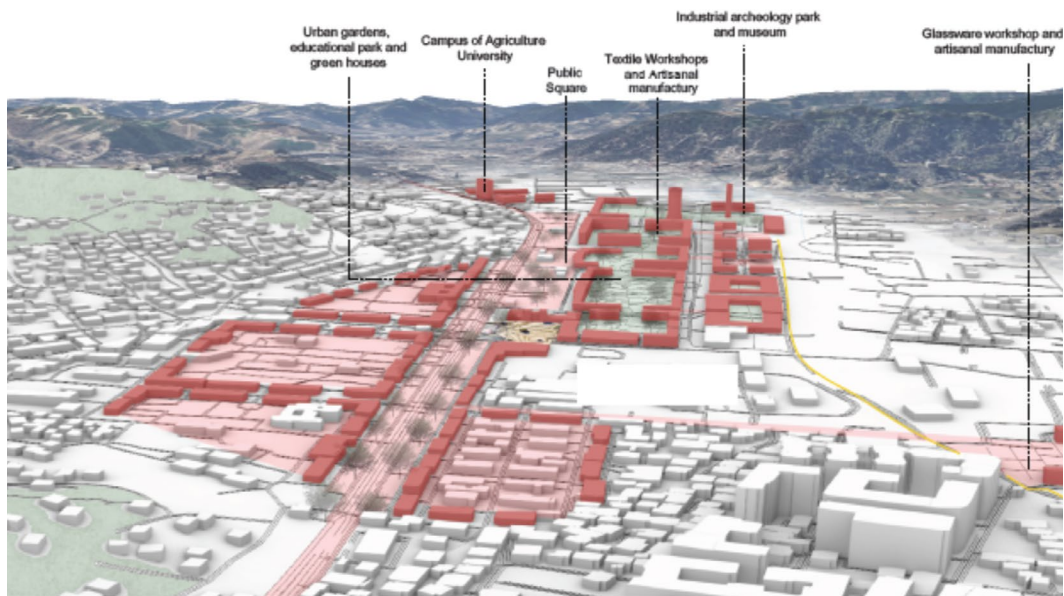 Urban gardens,
educational park and
green houses
Campus of Agriculture
University
Public
Square
Textile Workshops
and Artisanal
manufactury
Industrial archeology park
and museum
Glassware workshop and
artisanal manufactury